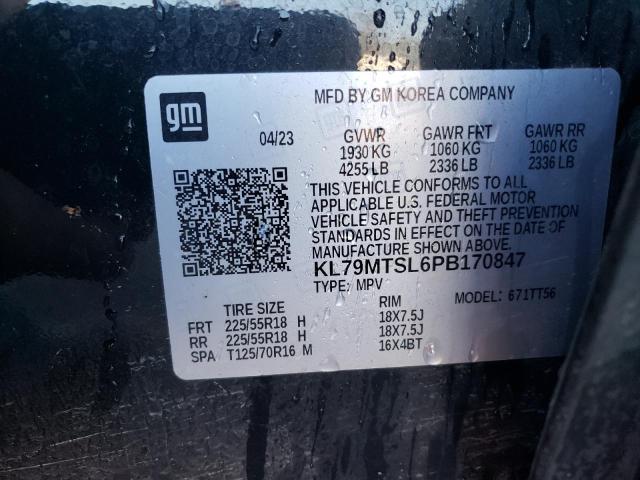 gm
MFD BY GM KOREA COMPANY
04/23 GVWR GAWR FRT GAWR RR
1930 KG 1060 KG 1060 KG
4255 LB 2336 LB 2336 LB
THIS VEHICLE CONFORMS TO ALL
APPLICABLE U.S. FEDERAL MOTOR
VEHICLE SAFETY AND THEFT PREVENTION
STANDARDS IN EFFECT ON THE DATE OF
MANUFACTURE SHOWN ABOVE.
KL79MTSL6PB170847
TYPE: MPV MODEL: 671TT56
TIRE SIZE RIM
FRT 225/55R18 H 18X7.5J
RR 225/55R18 H 18X7.5J
SPA T125/70R16 M 16X4BT